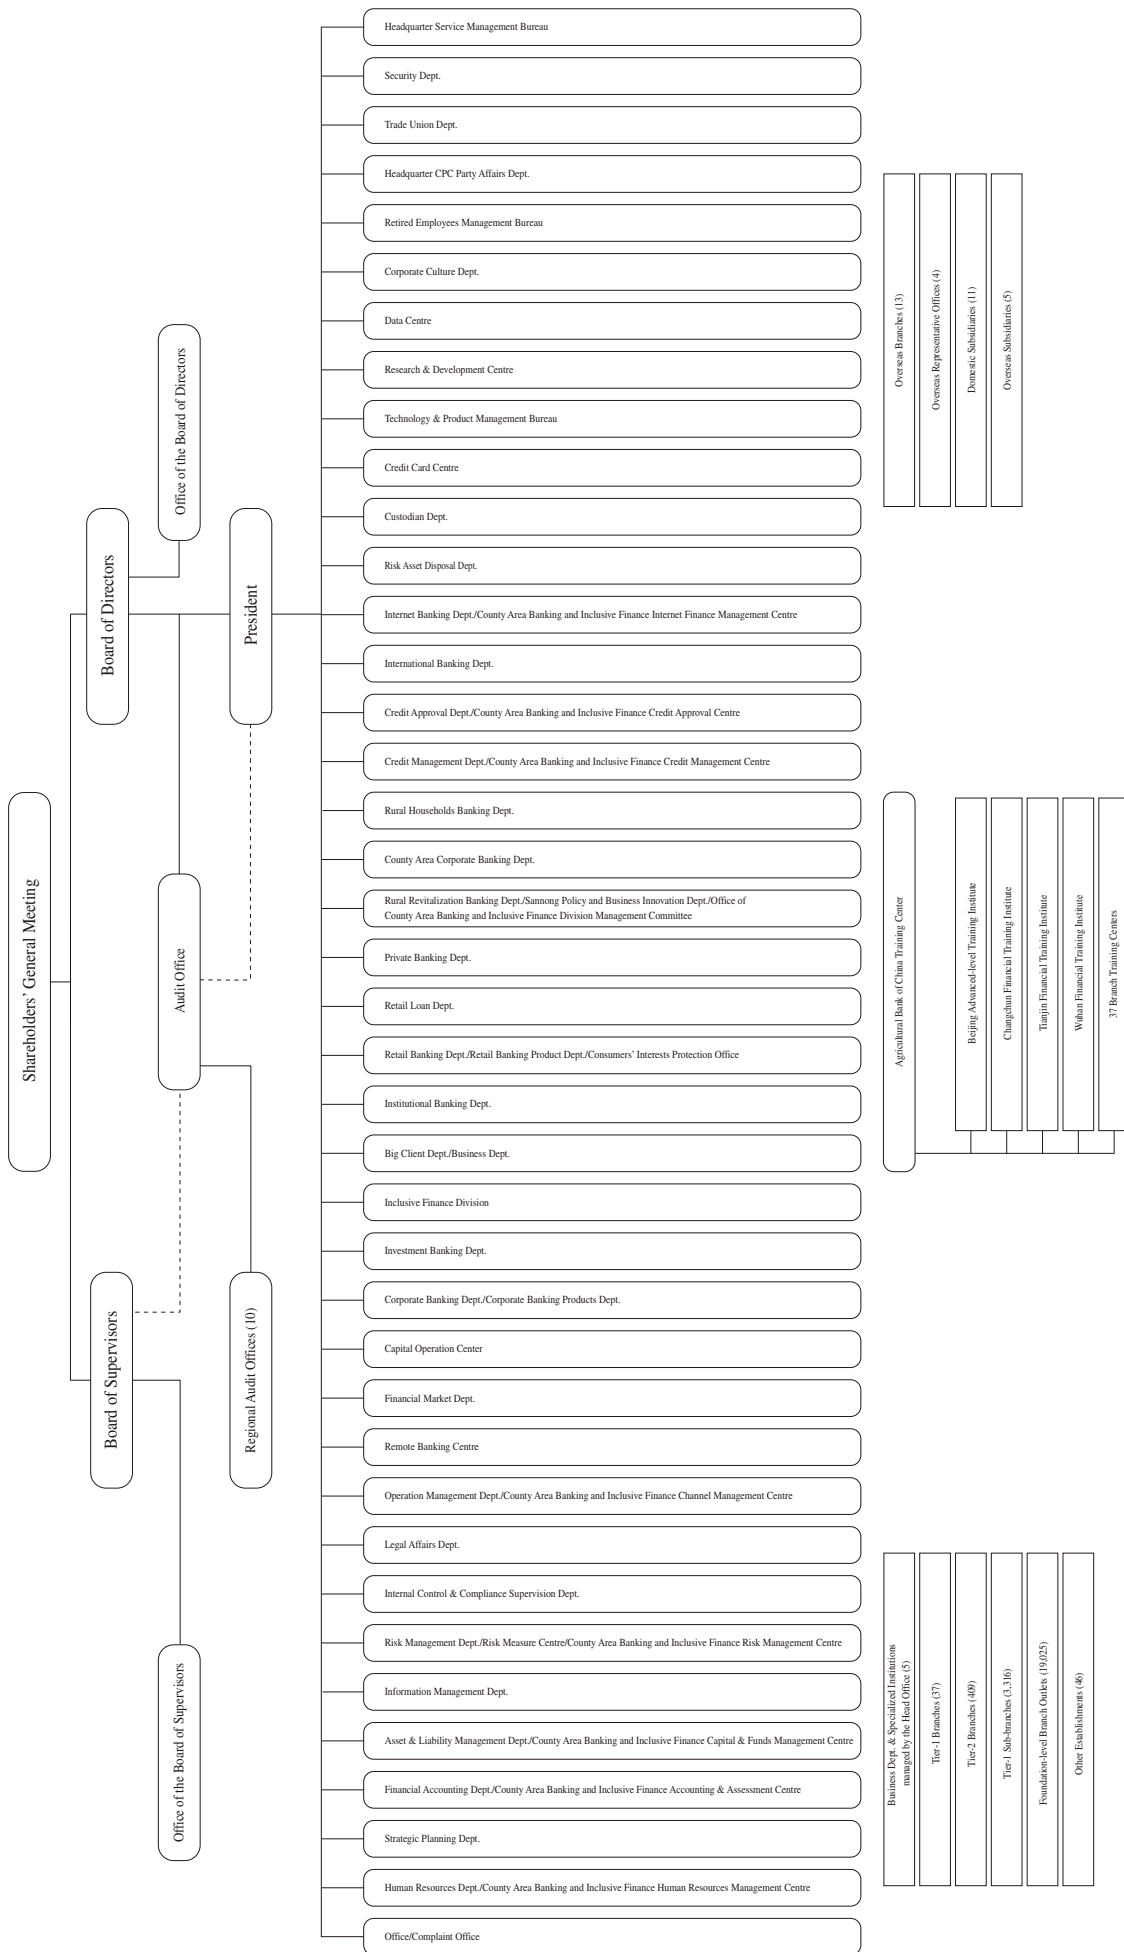 Shareholders' General Meeting
Board of Directors
Board of Supervisors
Office of the Board of Directors
Audit Office
Office of the Board of Supervisors
President
Regional Audit Offices (10)
Headquarter Service Management Bureau
Security Dept.
Trade Union Dept.
Headquarter CPC Party Affairs Dept.
Retired Employees Management Bureau
Corporate Culture Dept.
Data Centre
Research & Development Centre
Technology & Product Management Bureau
Credit Card Centre
Custodian Dept.
Risk Asset Disposal Dept.
Internet Banking Dept./County Area Banking and Inclusive Finance Internet Finance Management Centre
International Banking Dept.
Credit Approval Dept./County Area Banking and Inclusive Finance Credit Approval Centre
Credit Management Dept./County Area Banking and Inclusive Finance Credit Management Centre
Rural Households Banking Dept.
County Area Corporate Banking Dept.
Rural Revitalization Banking Dept./Sannong Policy and Business Innovation Dept./Office of
County Area Banking and Inclusive Finance Division Management Committee
Private Banking Dept.
Retail Loan Dept.
Retail Banking Dept./Retail Banking Product Dept./Consumers' Interests Protection Office
Institutional Banking Dept.
Big Client Dept./Business Dept.
Inclusive Finance Division
Investment Banking Dept.
Corporate Banking Dept./Corporate Banking Products Dept.
Capital Operation Center
Financial Market Dept.
Remote Banking Centre
Operation Management Dept./County Area Banking and Inclusive Finance Channel Management Centre
Legal Affairs Dept.
Internal Control & Compliance Supervision Dept.
Risk Management Dept./Risk Measure Centre/County Area Banking and Inclusive Finance Risk Management Centre
Information Management Dept.
Asset & Liability Management Dept./County Area Banking and Inclusive Finance Capital & Funds Management Centre
Financial Accounting Dept./County Area Banking and Inclusive Finance Accounting & Assessment Centre
Strategic Planning Dept.
Human Resources Dept./County Area Banking and Inclusive Finance Human Resources Management Centre
Office/Complaint Office
Overseas Branches (13)
Overseas Representative Offices (4)
Domestic Subsidiaries (11)
Overseas Subsidiaries (5)
Agricultural Bank of China Training Center
Beijing Advanced-level Training Institute
Changchun Financial Training Institute
Tianjin Financial Training Institute
Wuhan Financial Training Institute
37 Branch Training Centers
Business Dept. & Specialized Institutions
managed by the Head Office (5)
Tier-1 Branches (37)
Tier-2 Branches (409)
Tier-1 Sub-branches (3,316)
Foundation-level Branch Outlets (19,025)
Other Establishments (46)